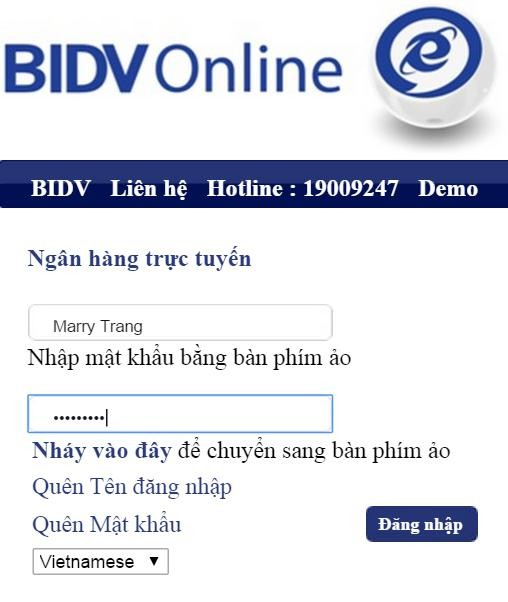 BIDV Online
BIDV Liên hệ Hotline : 19009247 Demo
Ngân hàng trực tuyến
Marry Trang
Nhập mật khẩu bằng bàn phím ảo
•••••••••
Nháy vào đây để chuyển sang bàn phím ảo
Quên Tên đăng nhập
Quên Mật khẩu
Đăng nhập
Vietnamese